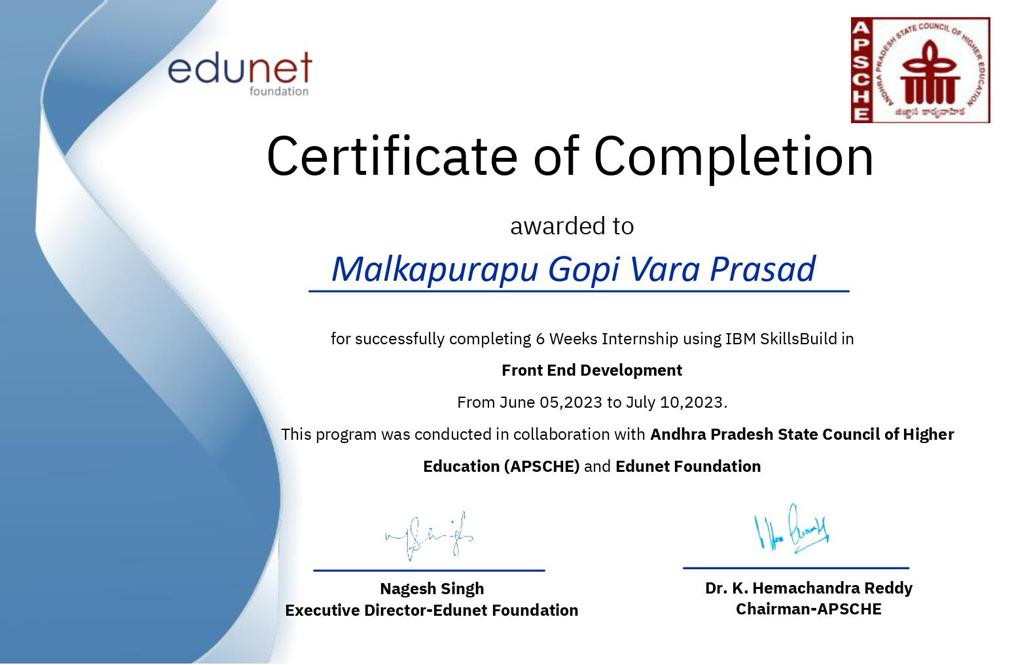 edunet
foundation
APSCHE
ANDHRA PRADESH STATE COUNCIL OF HIGHER EDUCATION
జిజ్ఞాస కార్యసాధిక
Certificate of Completion
awarded to
Malkapurapu Gopi Vara Prasad
for successfully completing 6 Weeks Internship using IBM SkillsBuild in
Front End Development
From June 05,2023 to July 10,2023.
This program was conducted in collaboration with Andhra Pradesh State Council of Higher
Education (APSCHE) and Edunet Foundation
Nagesh Singh
Executive Director-Edunet Foundation
Dr. K. Hemachandra Reddy
Chairman-APSCHE